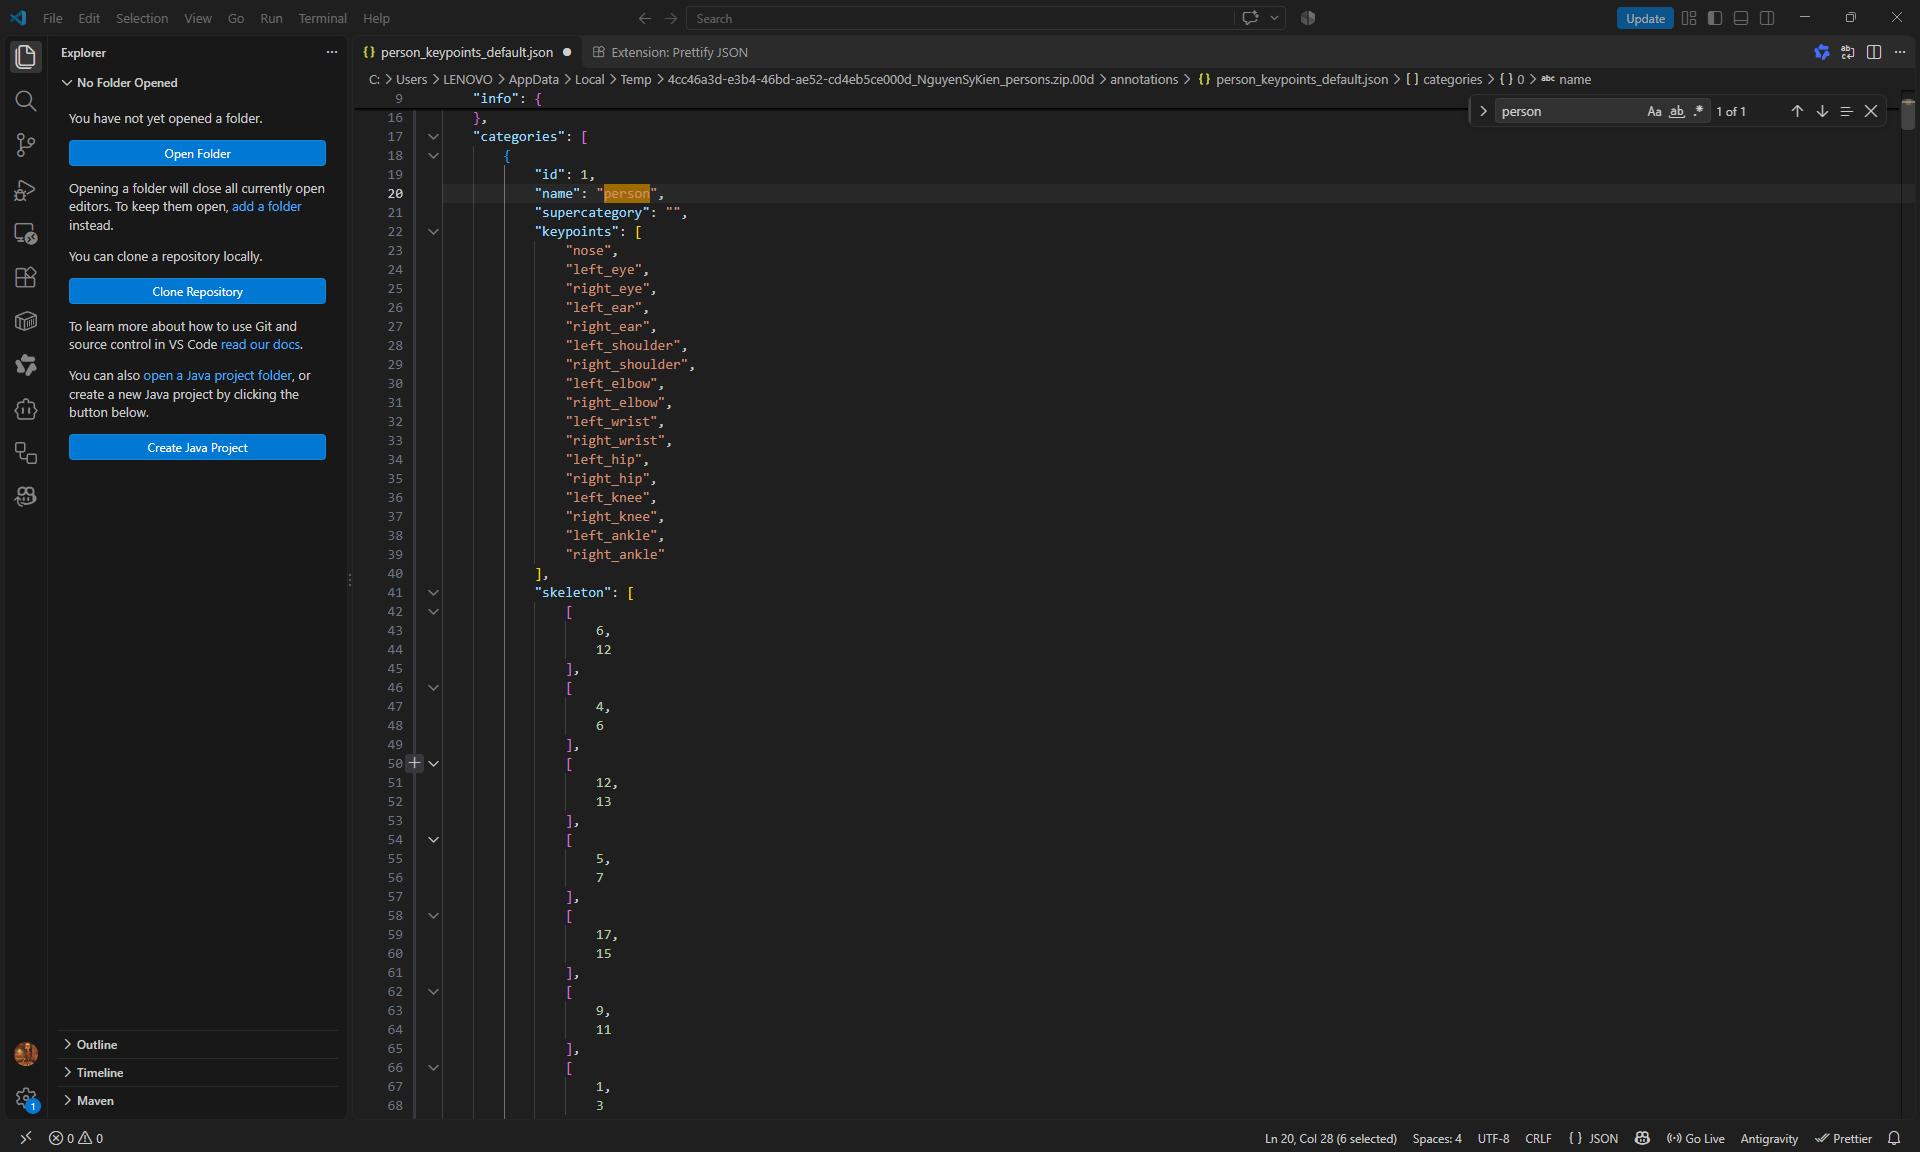 File Edit Selection View Go Run Terminal Help
Search
Update
Explorer
No Folder Opened
You have not yet opened a folder.
Open Folder
Opening a folder will close all currently open
editors. To keep them open, add a folder
instead.
You can clone a repository locally.
Clone Repository
To learn more about how to use Git and
source control in VS Code read our docs.
You can also open a Java project folder, or
create a new Java project by clicking the
button below.
Create Java Project
Outline
Timeline
Maven
1
{} person_keypoints_default.json
Extension: Prettify JSON
C: > Users > LENOVO > AppData > Local > Temp > 4cc46a3d-e3b4-46bd-ae52-cd4eb5ce000d_NguyenSyKien_persons.zip.00d > annotations > {} person_keypoints_default.json > [ ] categories > {} 0 > abc name
person Aa ab .* 1 of 1
9 "info": {
16 },
17 "categories": [
18 {
19 "id": 1,
20 "name": "person",
21 "supercategory": "",
22 "keypoints": [
23 "nose",
24 "left_eye",
25 "right_eye",
26 "left_ear",
27 "right_ear",
28 "left_shoulder",
29 "right_shoulder",
30 "left_elbow",
31 "right_elbow",
32 "left_wrist",
33 "right_wrist",
34 "left_hip",
35 "right_hip",
36 "left_knee",
37 "right_knee",
38 "left_ankle",
39 "right_ankle"
40 ],
41 "skeleton": [
42 [
43 6,
44 12
45 ],
46 [
47 4,
48 6
49 ],
50 [
51 12,
52 13
53 ],
54 [
55 5,
56 7
57 ],
58 [
59 17,
60 15
61 ],
62 [
63 9,
64 11
65 ],
66 [
67 1,
68 3
0 0
Ln 20, Col 28 (6 selected) Spaces: 4 UTF-8 CRLF {} JSON Go Live Antigravity Prettier